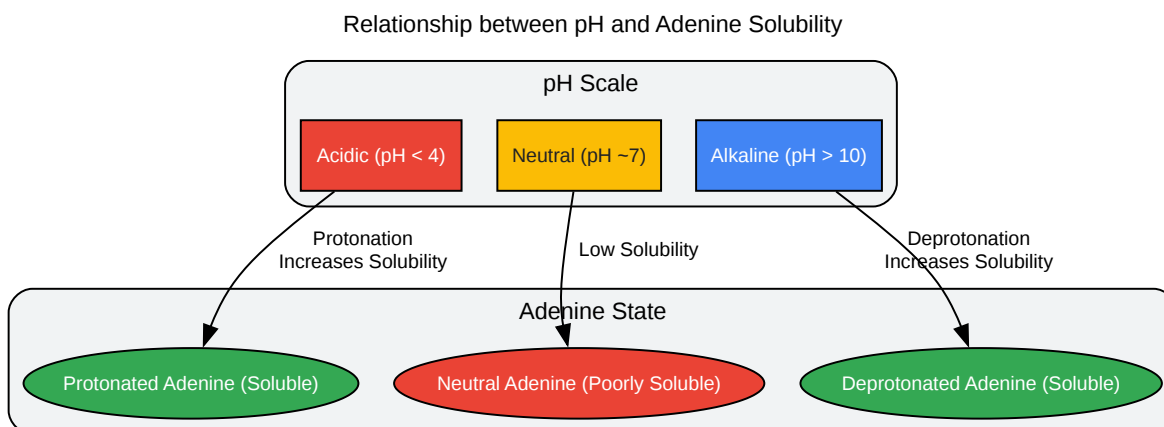 Relationship between pH and Adenine Solubility
pH Scale
Acidic (pH < 4)
Neutral (pH ~7)
Alkaline (pH > 10)
Protonation
Increases Solubility
Low Solubility
Deprotonation
Increases Solubility
Adenine State
Protonated Adenine (Soluble)
Neutral Adenine (Poorly Soluble)
Deprotonated Adenine (Soluble)